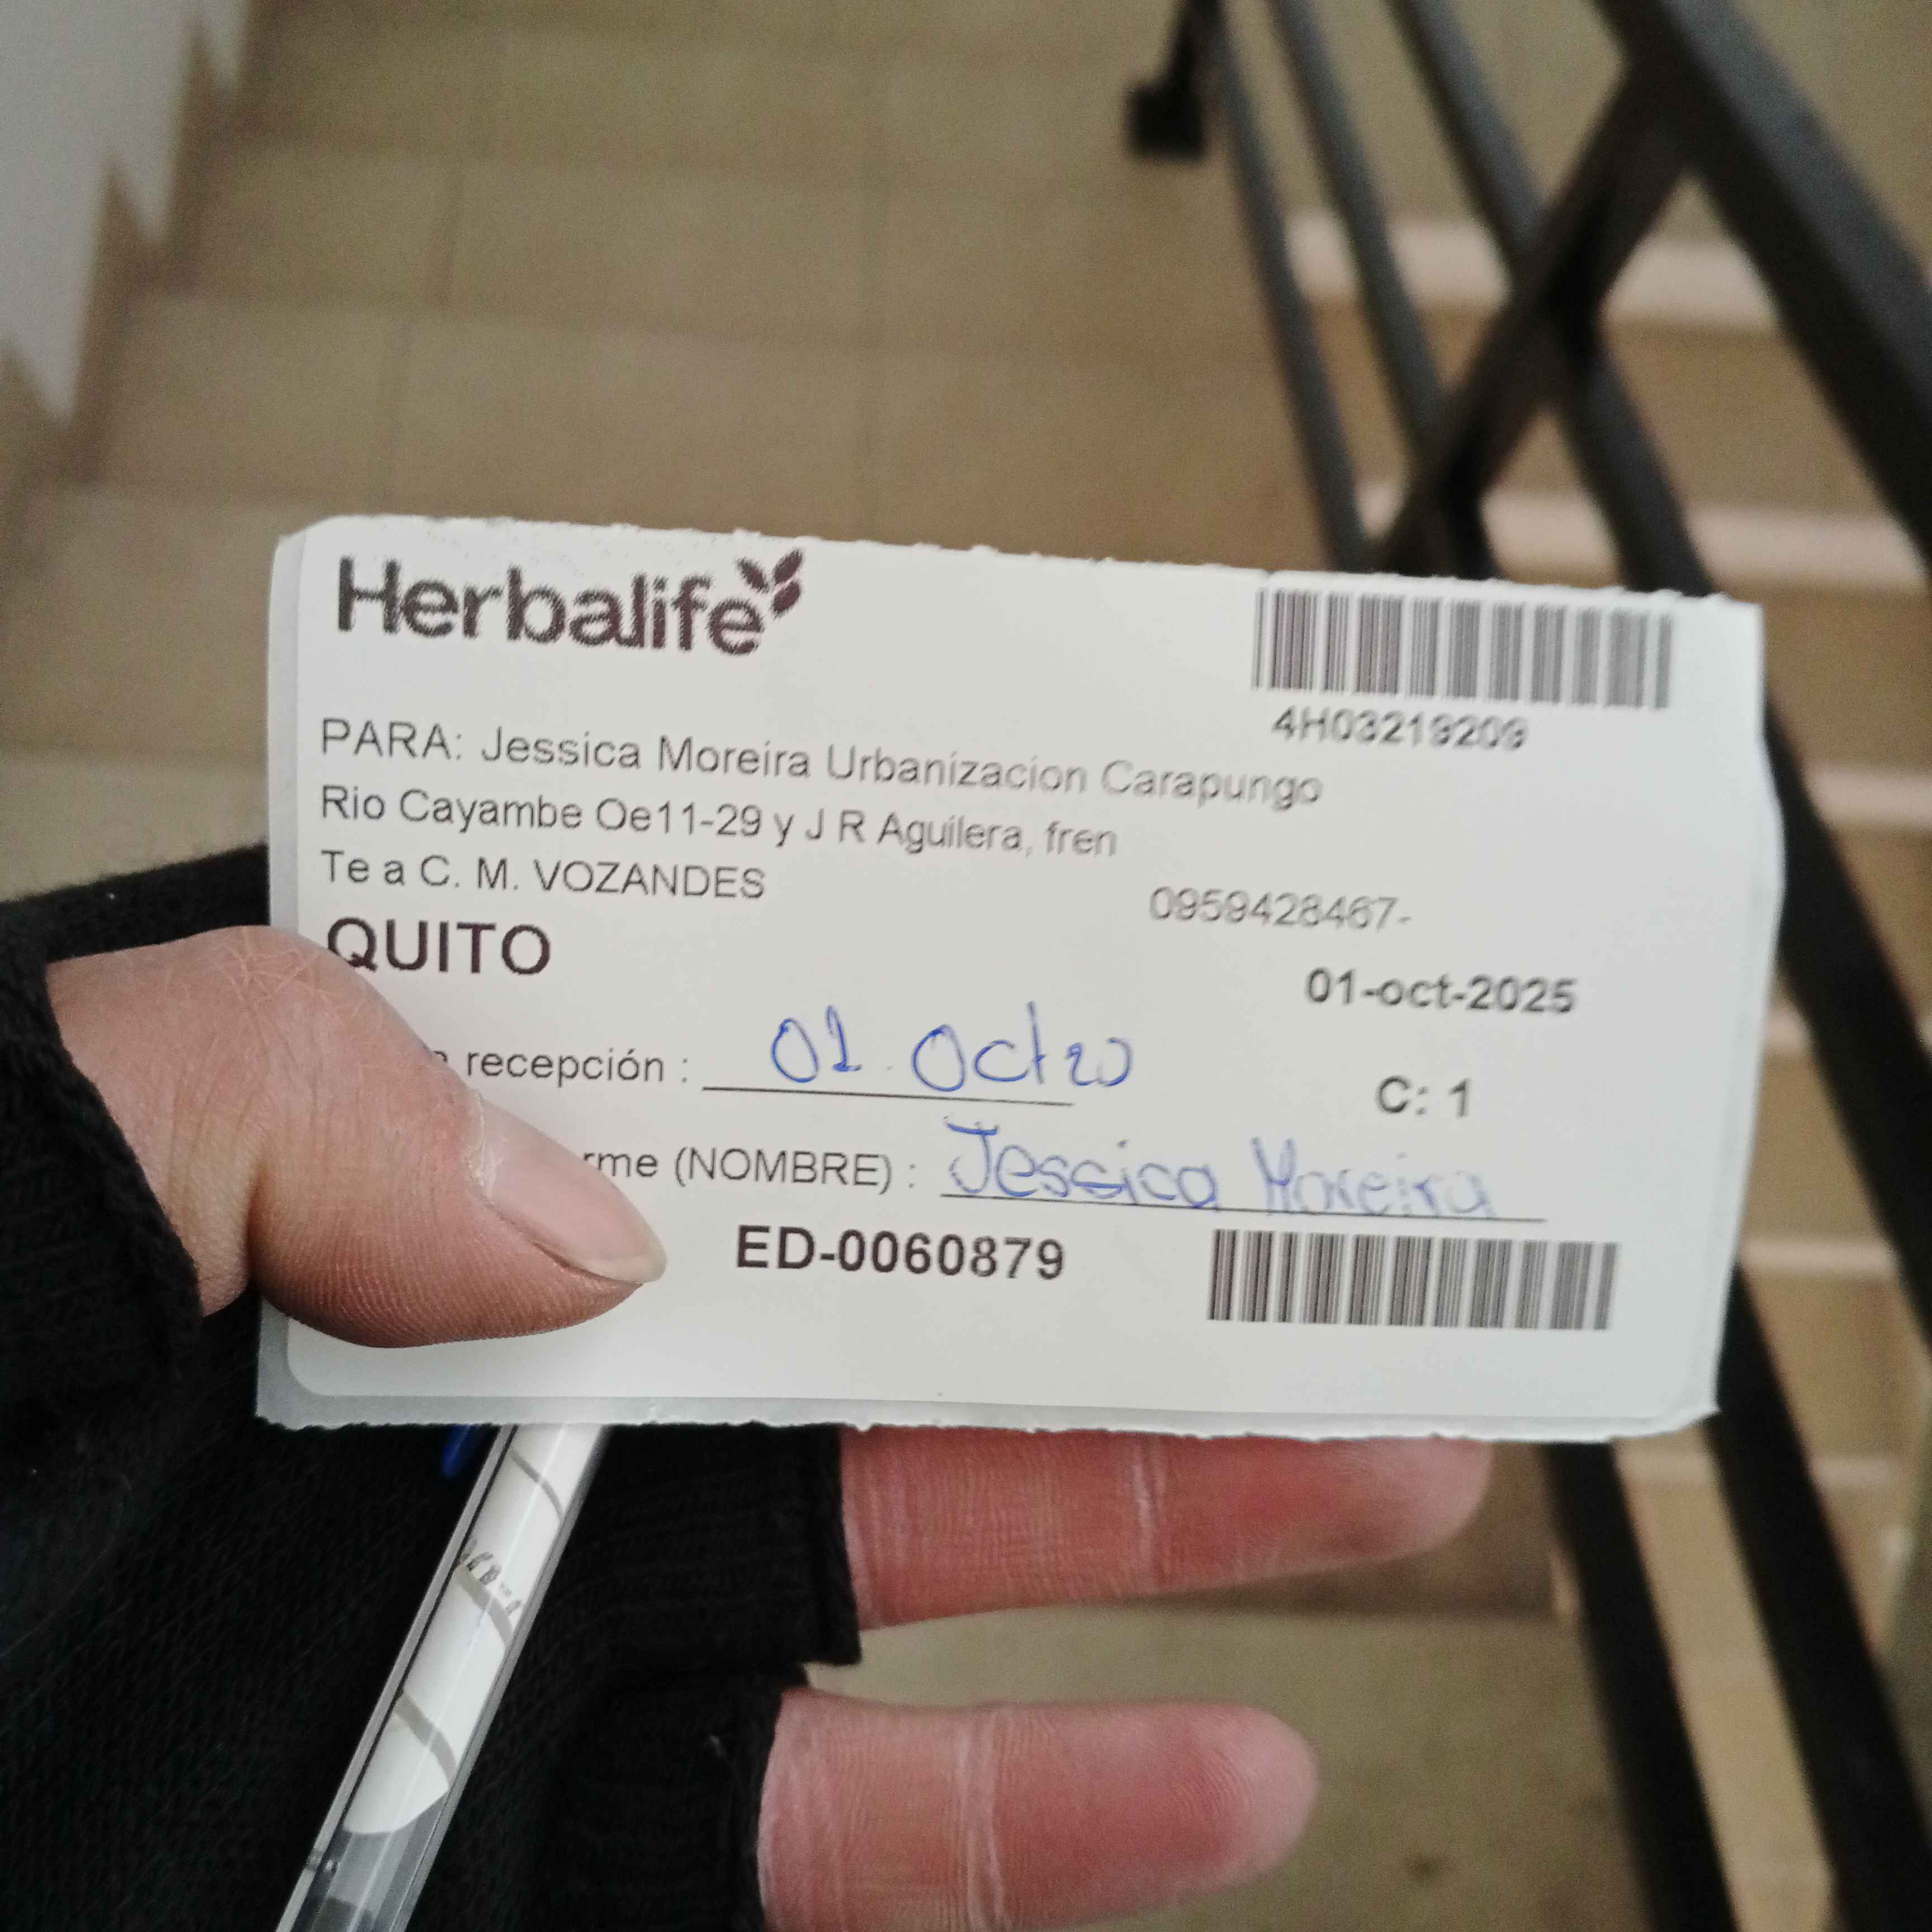 Herbalife
4H03219209
PARA: Jessica Moreira Urbanizacion Carapungo
Rio Cayambe Oe11-29 y J R Aguilera, fren
Te a C. M. VOZANDES
0959428467-
QUITO
01-oct-2025
recepción : 01 Oct
C: 1
rme (NOMBRE) : Jessica Moreira
ED-0060879